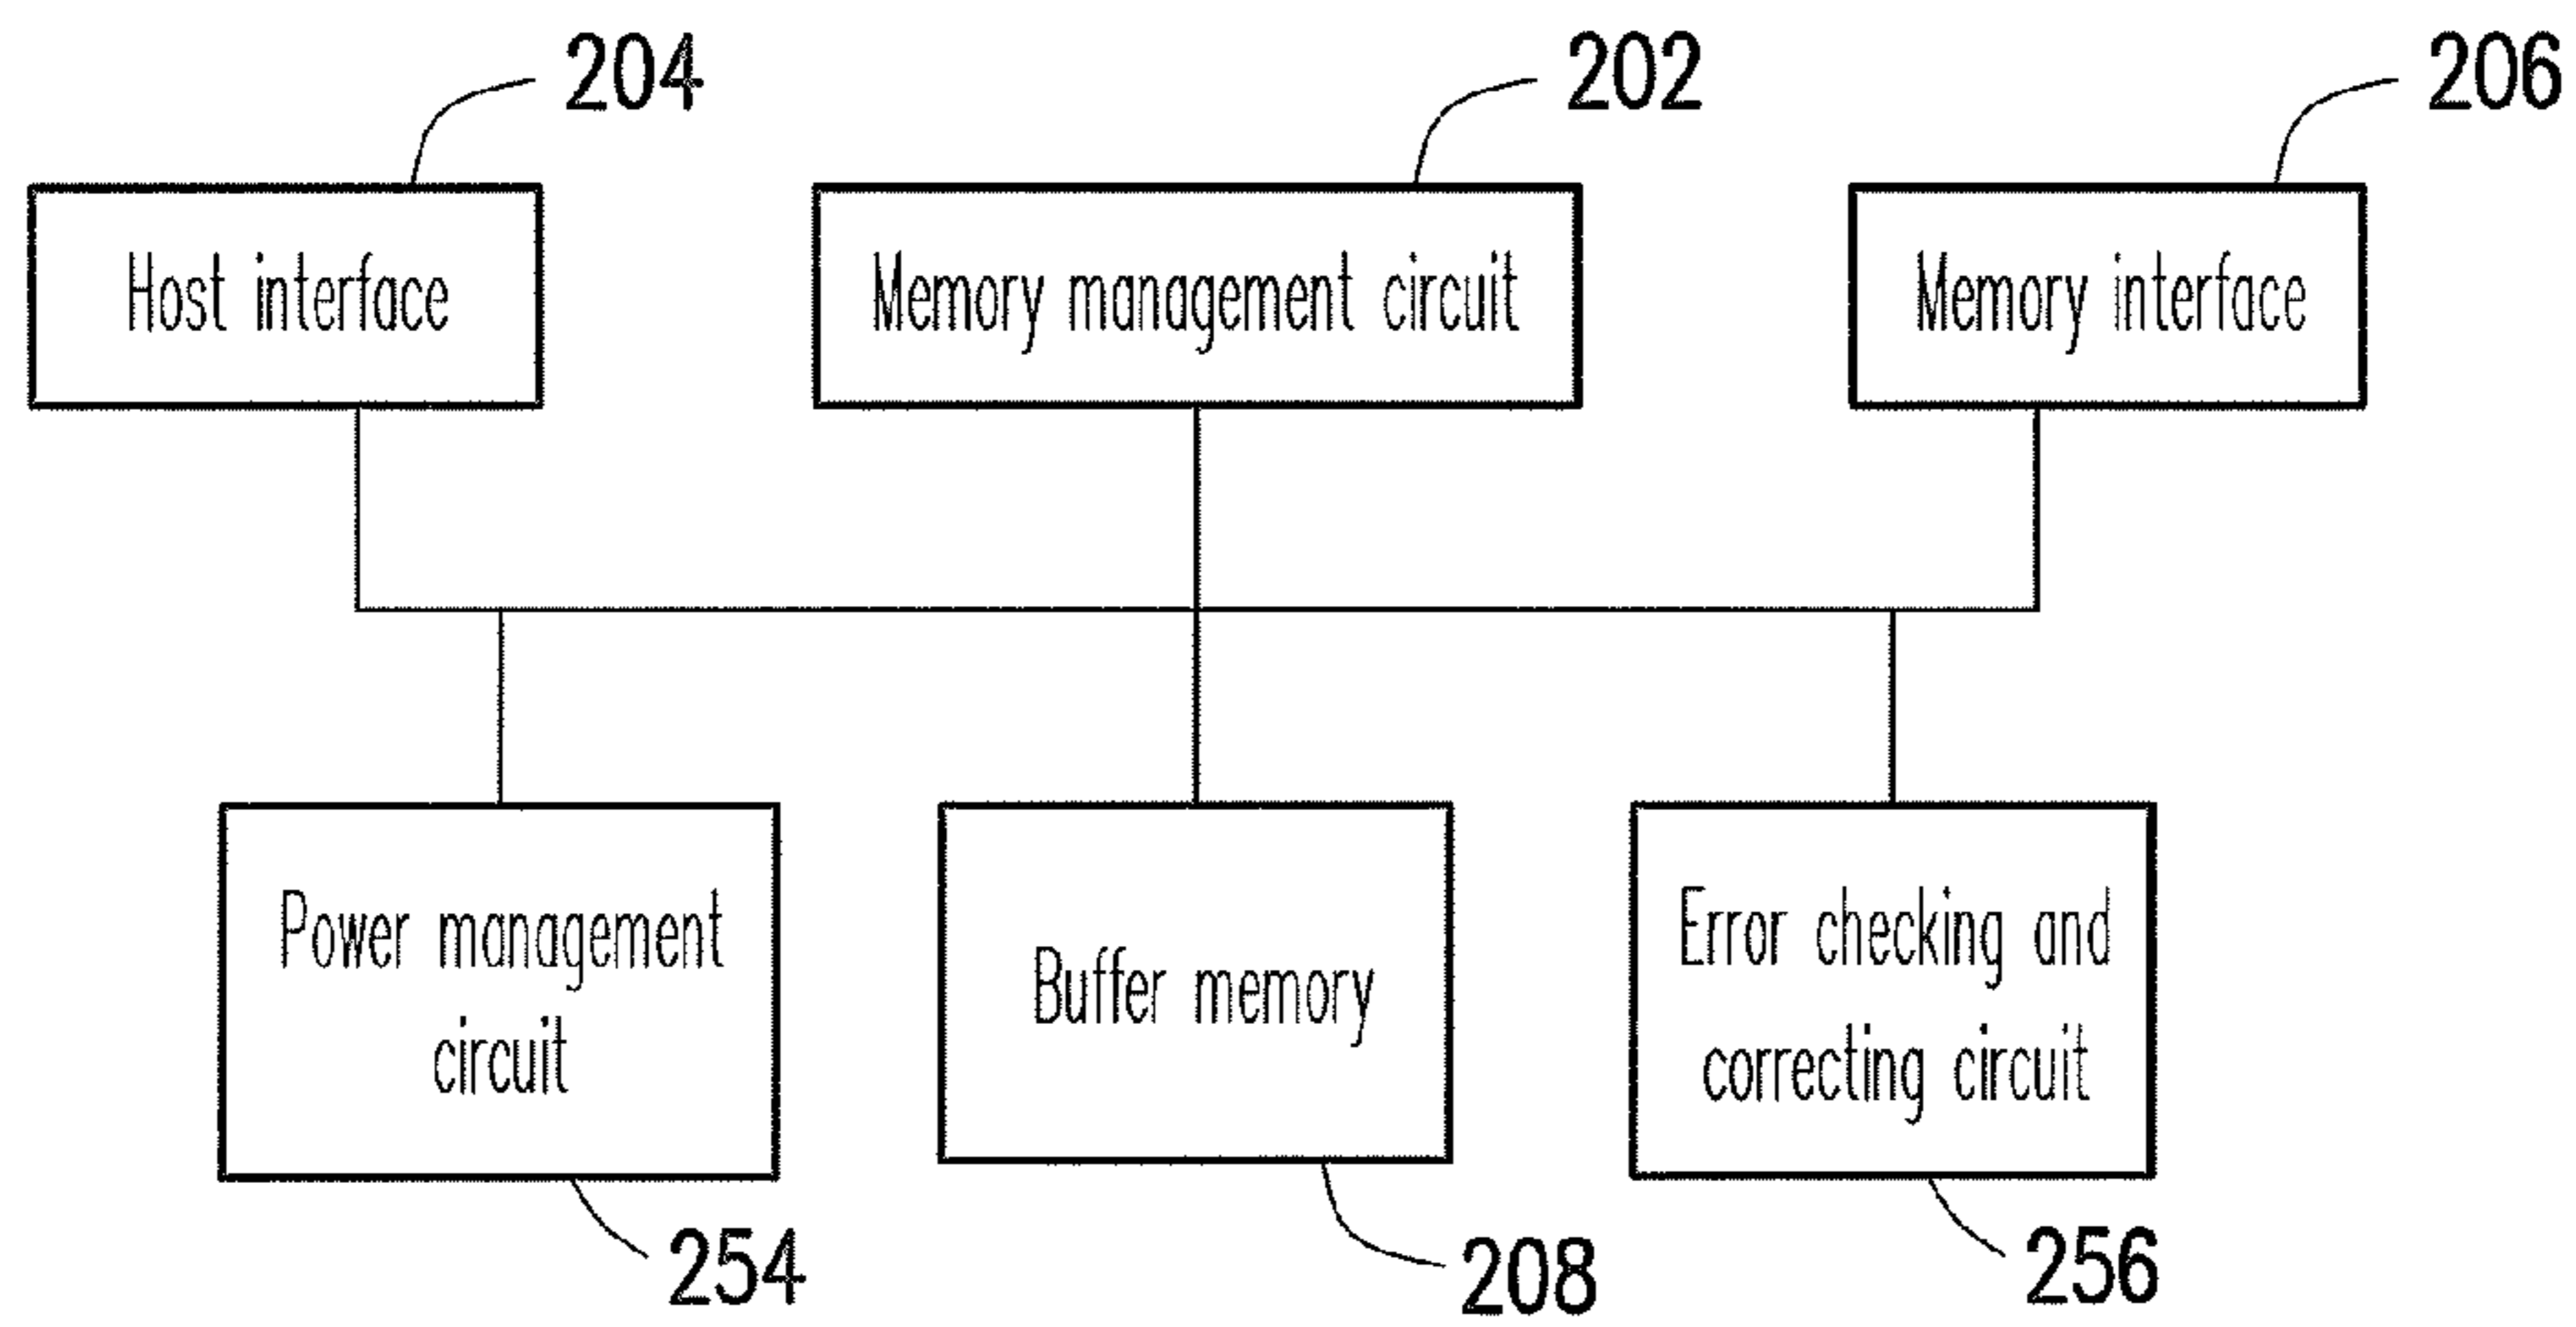 204
202
206
Host interface
Memory management circuit
Memory interface
Power management
circuit
Buffer memory
Error checking and
correcting circuit
254
208
256